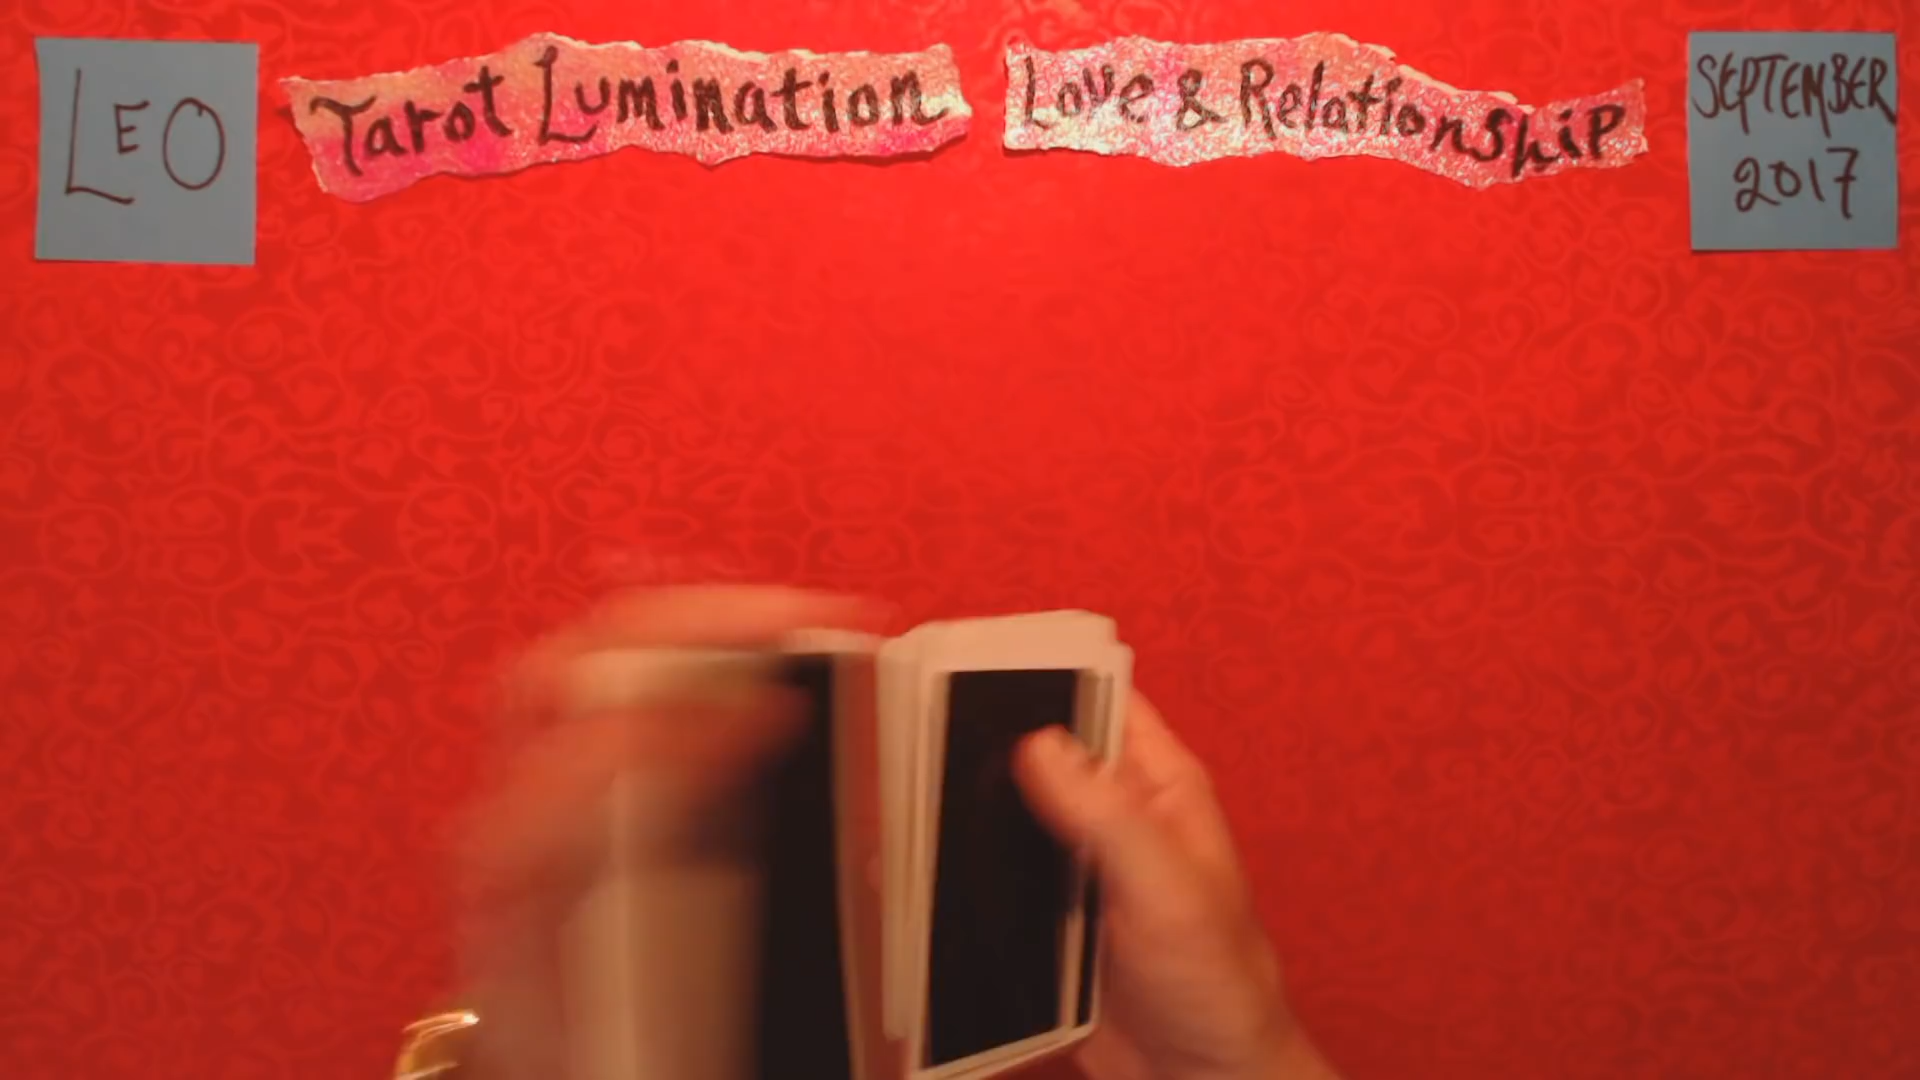 LEO
Tarot Lumination
Love & Relationship
SEPTEMBER
2017